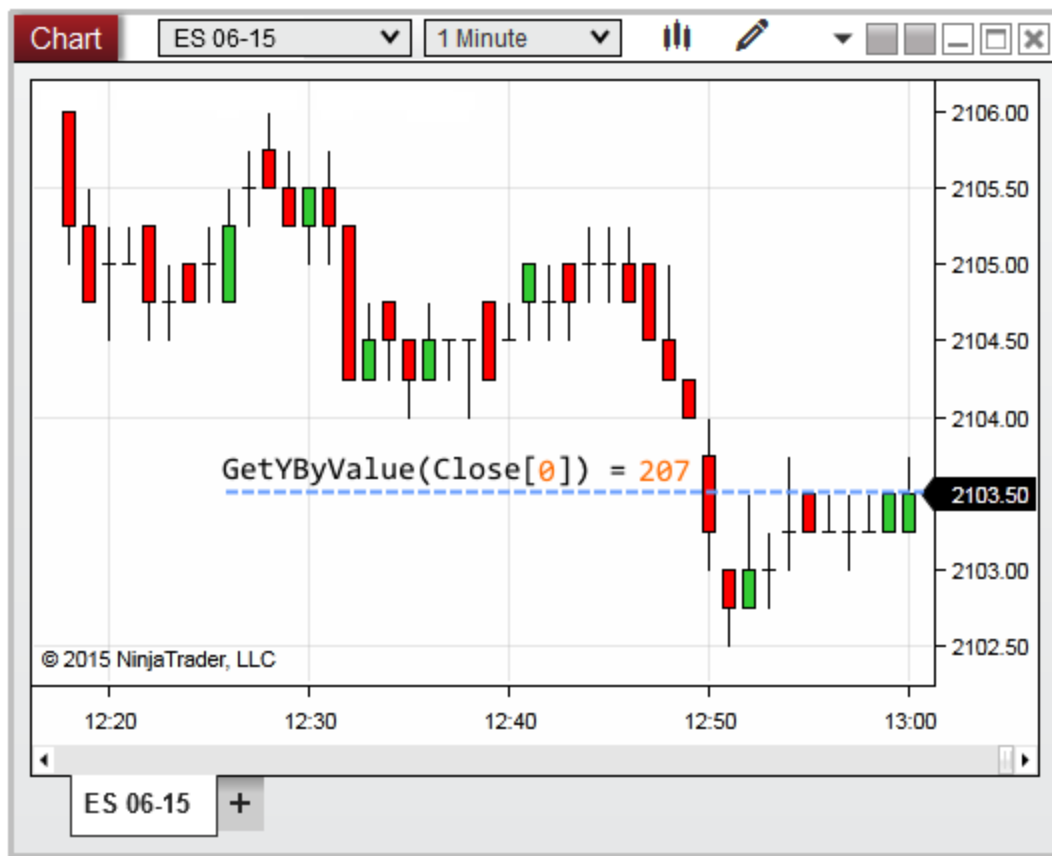 Chart ES 06-15 1 Minute
2106.00
2105.50
2105.00
2104.50
2104.00
GetYByValue(Close[0]) = 207
2103.50
2103.00
2102.50
© 2015 NinjaTrader, LLC
12:20 12:30 12:40 12:50 13:00
ES 06-15 +